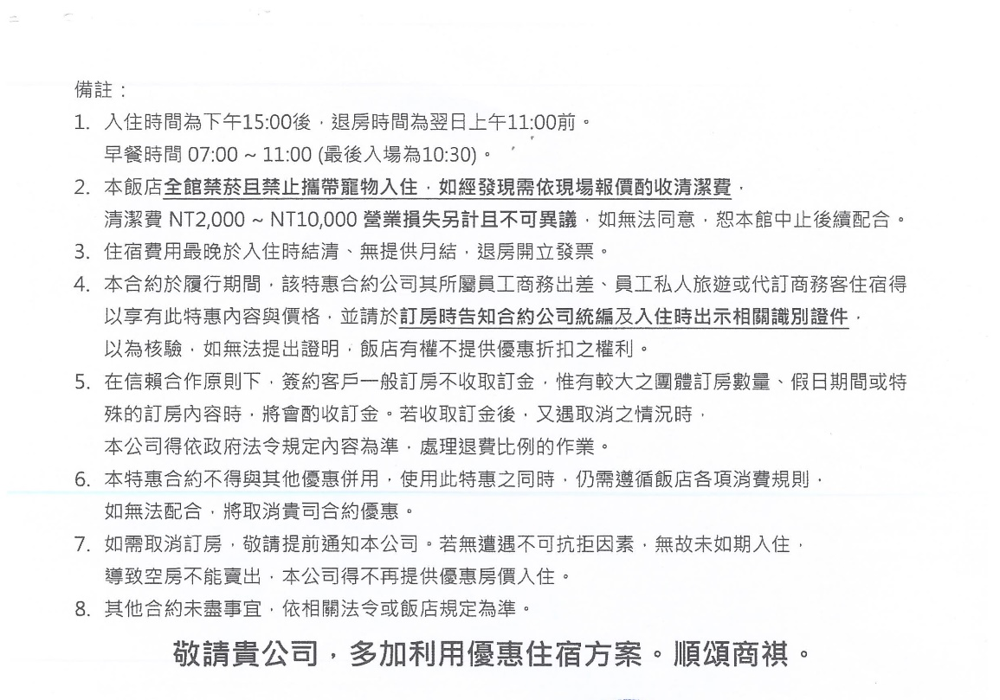 備註：
1. 入住時間為下午15:00後，退房時間為翌日上午11:00前。
早餐時間 07:00 ~ 11:00 (最後入場為10:30)。
2. 本飯店全館禁菸且禁止攜帶寵物入住，如經發現需依現場報價酌收清潔費，
清潔費 NT2,000 ~ NT10,000 營業損失另計且不可異議，如無法同意，恕本館中止後續配合。
3. 住宿費用最晚於入住時結清、無提供月結，退房開立發票。
4. 本合約於履行期間，該特惠合約公司其所屬員工商務出差、員工私人旅遊或代訂商務客住宿得
以享有此特惠內容與價格，並請於訂房時告知合約公司統編及入住時出示相關識別證件，
以為核驗，如無法提出證明，飯店有權不提供優惠折扣之權利。
5. 在信賴合作原則下，簽約客戶一般訂房不收取訂金，惟有較大之團體訂房數量、假日期間或特
殊的訂房內容時，將會酌收訂金。若收取訂金後，又遇取消之情況時，
本公司得依政府法令規定內容為準，處理退費比例的作業。
6. 本特惠合約不得與其他優惠併用，使用此特惠之同時，仍需遵循飯店各項消費規則，
如無法配合，將取消貴司合約優惠。
7. 如需取消訂房，敬請提前通知本公司。若無遭遇不可抗拒因素，無故未如期入住，
導致空房不能賣出，本公司得不再提供優惠房價入住。
8. 其他合約未盡事宜，依相關法令或飯店規定為準。
敬請貴公司，多加利用優惠住宿方案。順頌商祺。